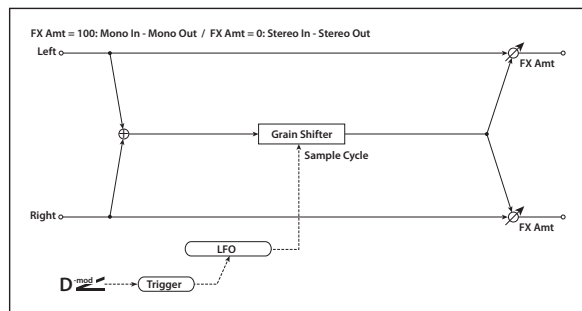 FX Amt = 100: Mono In - Mono Out / FX Amt = 0: Stereo In - Stereo Out
Left
FX Amt
Grain Shifter
Sample Cycle
Right
FX Amt
LFO
D-mod
Trigger